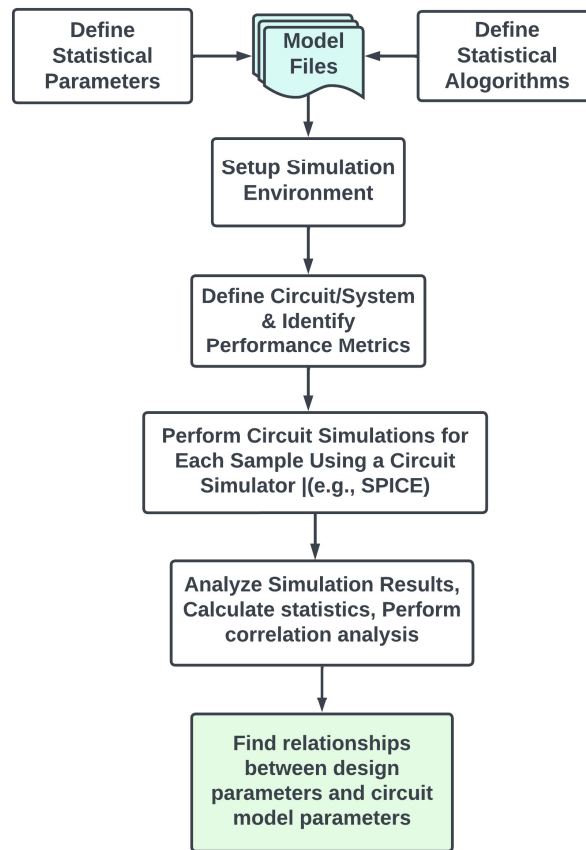 Define
Statistical
Parameters
Model
Files
Define
Statistical
Alogorithms
Setup Simulation
Environment
Define Circuit/System
& Identify
Performance Metrics
Perform Circuit Simulations for
Each Sample Using a Circuit
Simulator |(e.g., SPICE)
Analyze Simulation Results,
Calculate statistics, Perform
correlation analysis
Find relationships
between design
parameters and circuit
model parameters